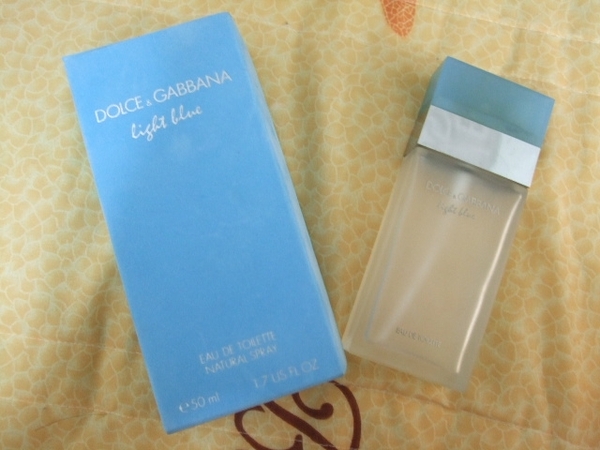 DOLCE & GABBANA
light blue
EAU DE TOILETTE
NATURAL SPRAY
℮ 50 ml
1.7 US FL OZ
DOLCE & GABBANA
light blue